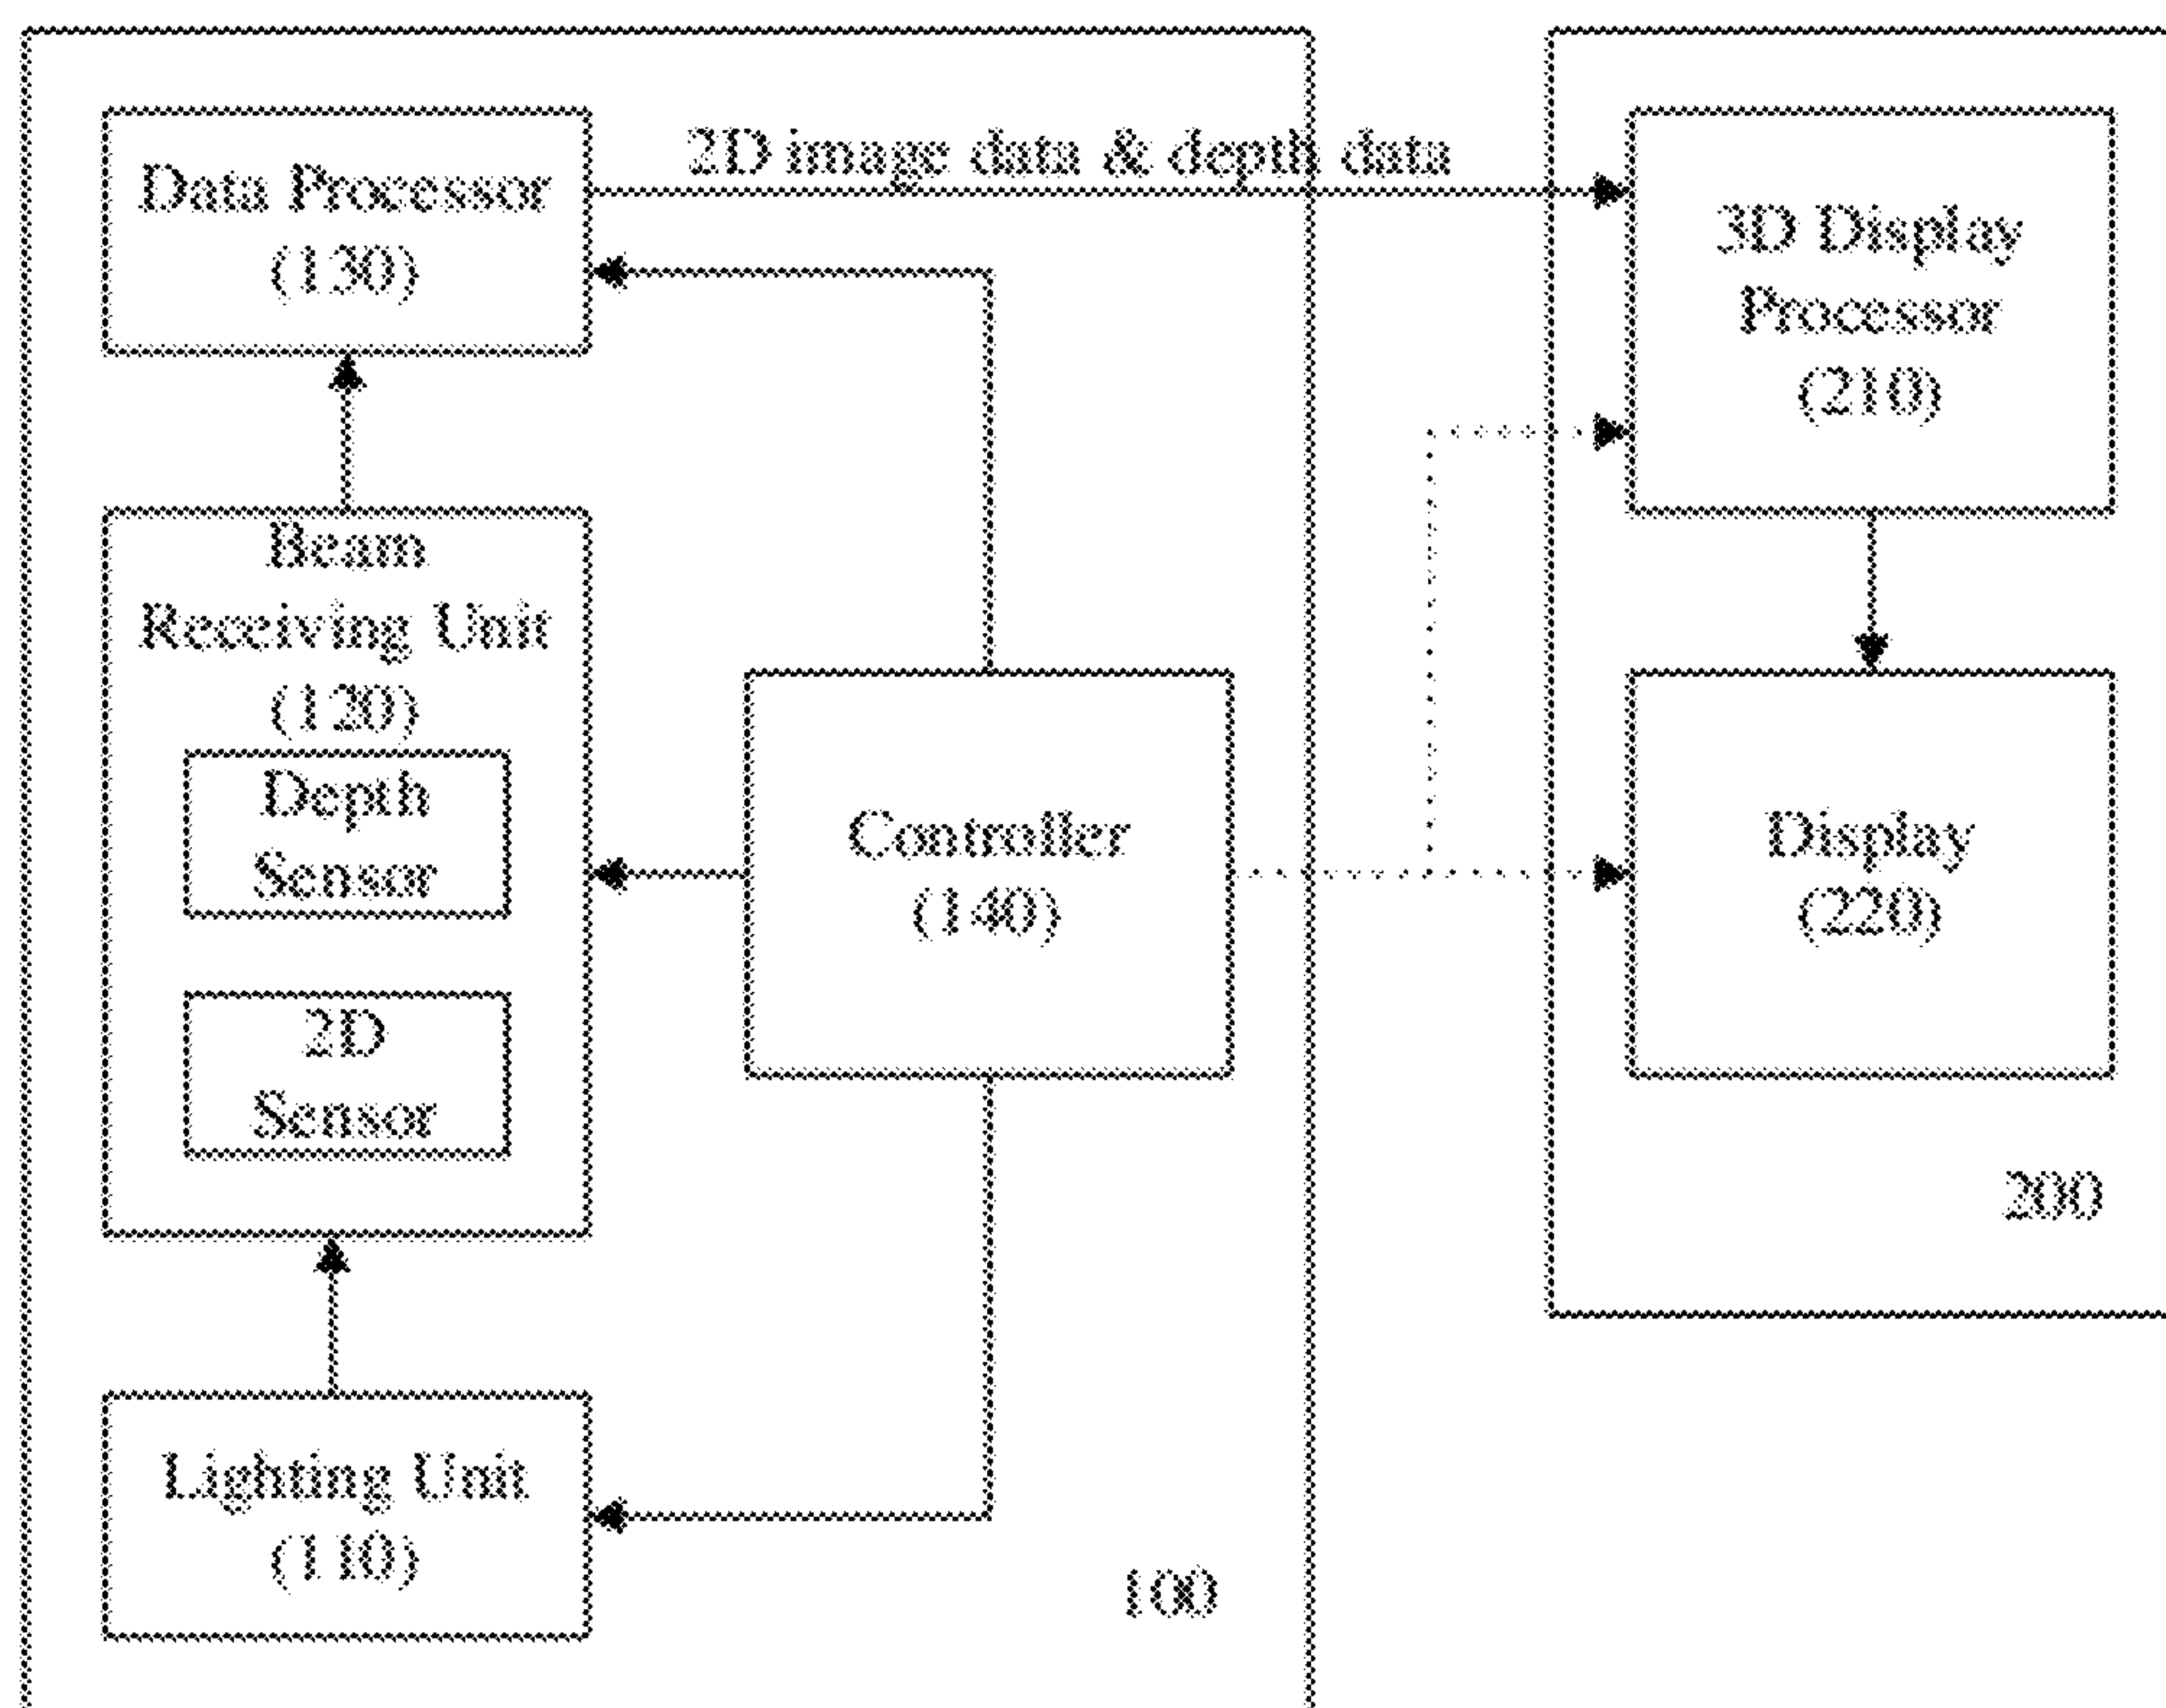 2D image data & depth data
Data Processor
(130)
3D Display
Processor
(210)
Beam
Receiving Unit
(120)
Depth
Sensor
2D
Sensor
Controller
(140)
Display
(220)
200
Lighting Unit
(110)
100